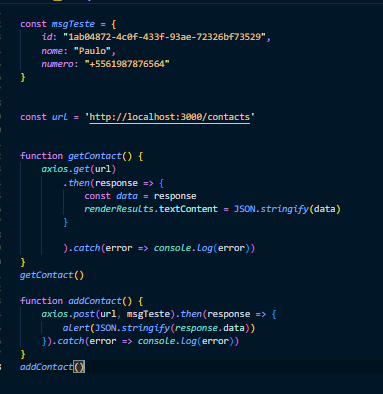 const msgTeste = {
    id: "1ab04872-4c0f-433f-93ae-72326bf73529",
    nome: "Paulo",
    numero: "+5561987876564"
}
const url = 'http://localhost:3000/contacts'
function getContact() {
    axios.get(url)
        .then(response => {
            const data = response
            renderResults.textContent = JSON.stringify(data)
        }
        ).catch(error => console.log(error))
}
getContact()
function addContact() {
    axios.post(url, msgTeste).then(response => {
        alert(JSON.stringify(response.data))
    }).catch(error => console.log(error))
}
addContact()